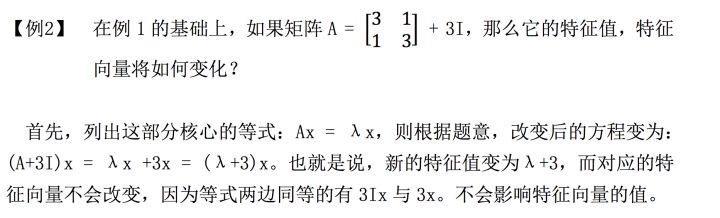 【例2】 在例 1 的基础上，如果矩阵 A = [3 1; 1 3] + 3I，那么它的特征值，特征
向量将如何变化？
首先，列出这部分核心的等式：Ax = λx，则根据题意，改变后的方程变为：
(A+3I)x = λx +3x = (λ+3)x。也就是说，新的特征值变为λ+3，而对应的特
征向量不会改变，因为等式两边同等的有 3Ix 与 3x。不会影响特征向量的值。